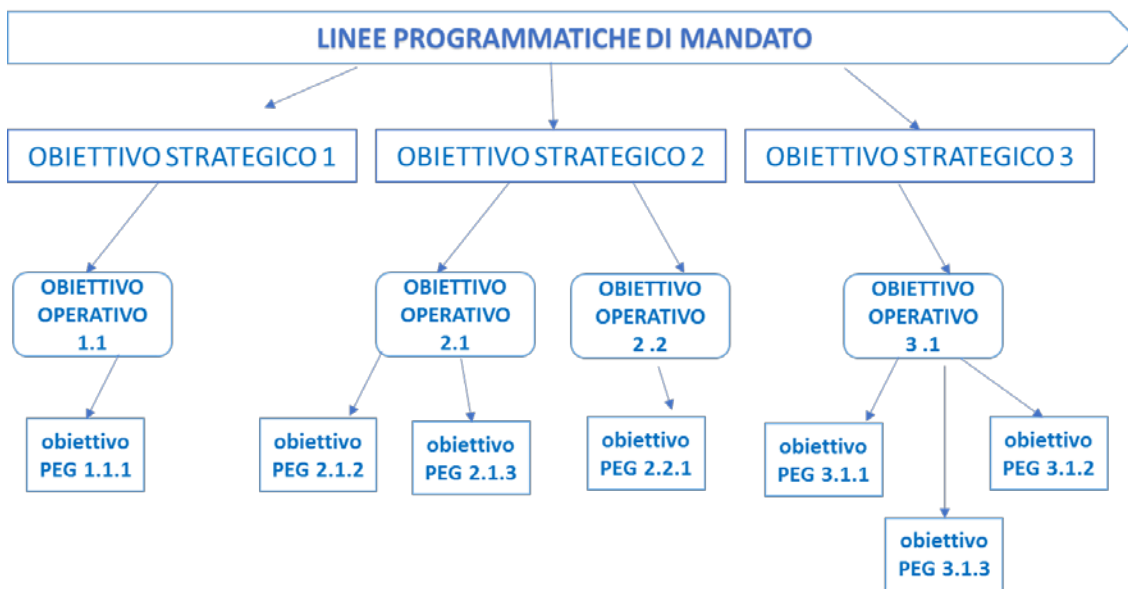 LINEE PROGRAMMATICHE DI MANDATO
OBIETTIVO STRATEGICO 1
OBIETTIVO STRATEGICO 2
OBIETTIVO STRATEGICO 3
OBIETTIVO
OPERATIVO
1.1
OBIETTIVO
OPERATIVO
2.1
OBIETTIVO
OPERATIVO
2 .2
OBIETTIVO
OPERATIVO
3 .1
obiettivo
PEG 1.1.1
obiettivo
PEG 2.1.2
obiettivo
PEG 2.1.3
obiettivo
PEG 2.2.1
obiettivo
PEG 3.1.1
obiettivo
PEG 3.1.2
obiettivo
PEG 3.1.3